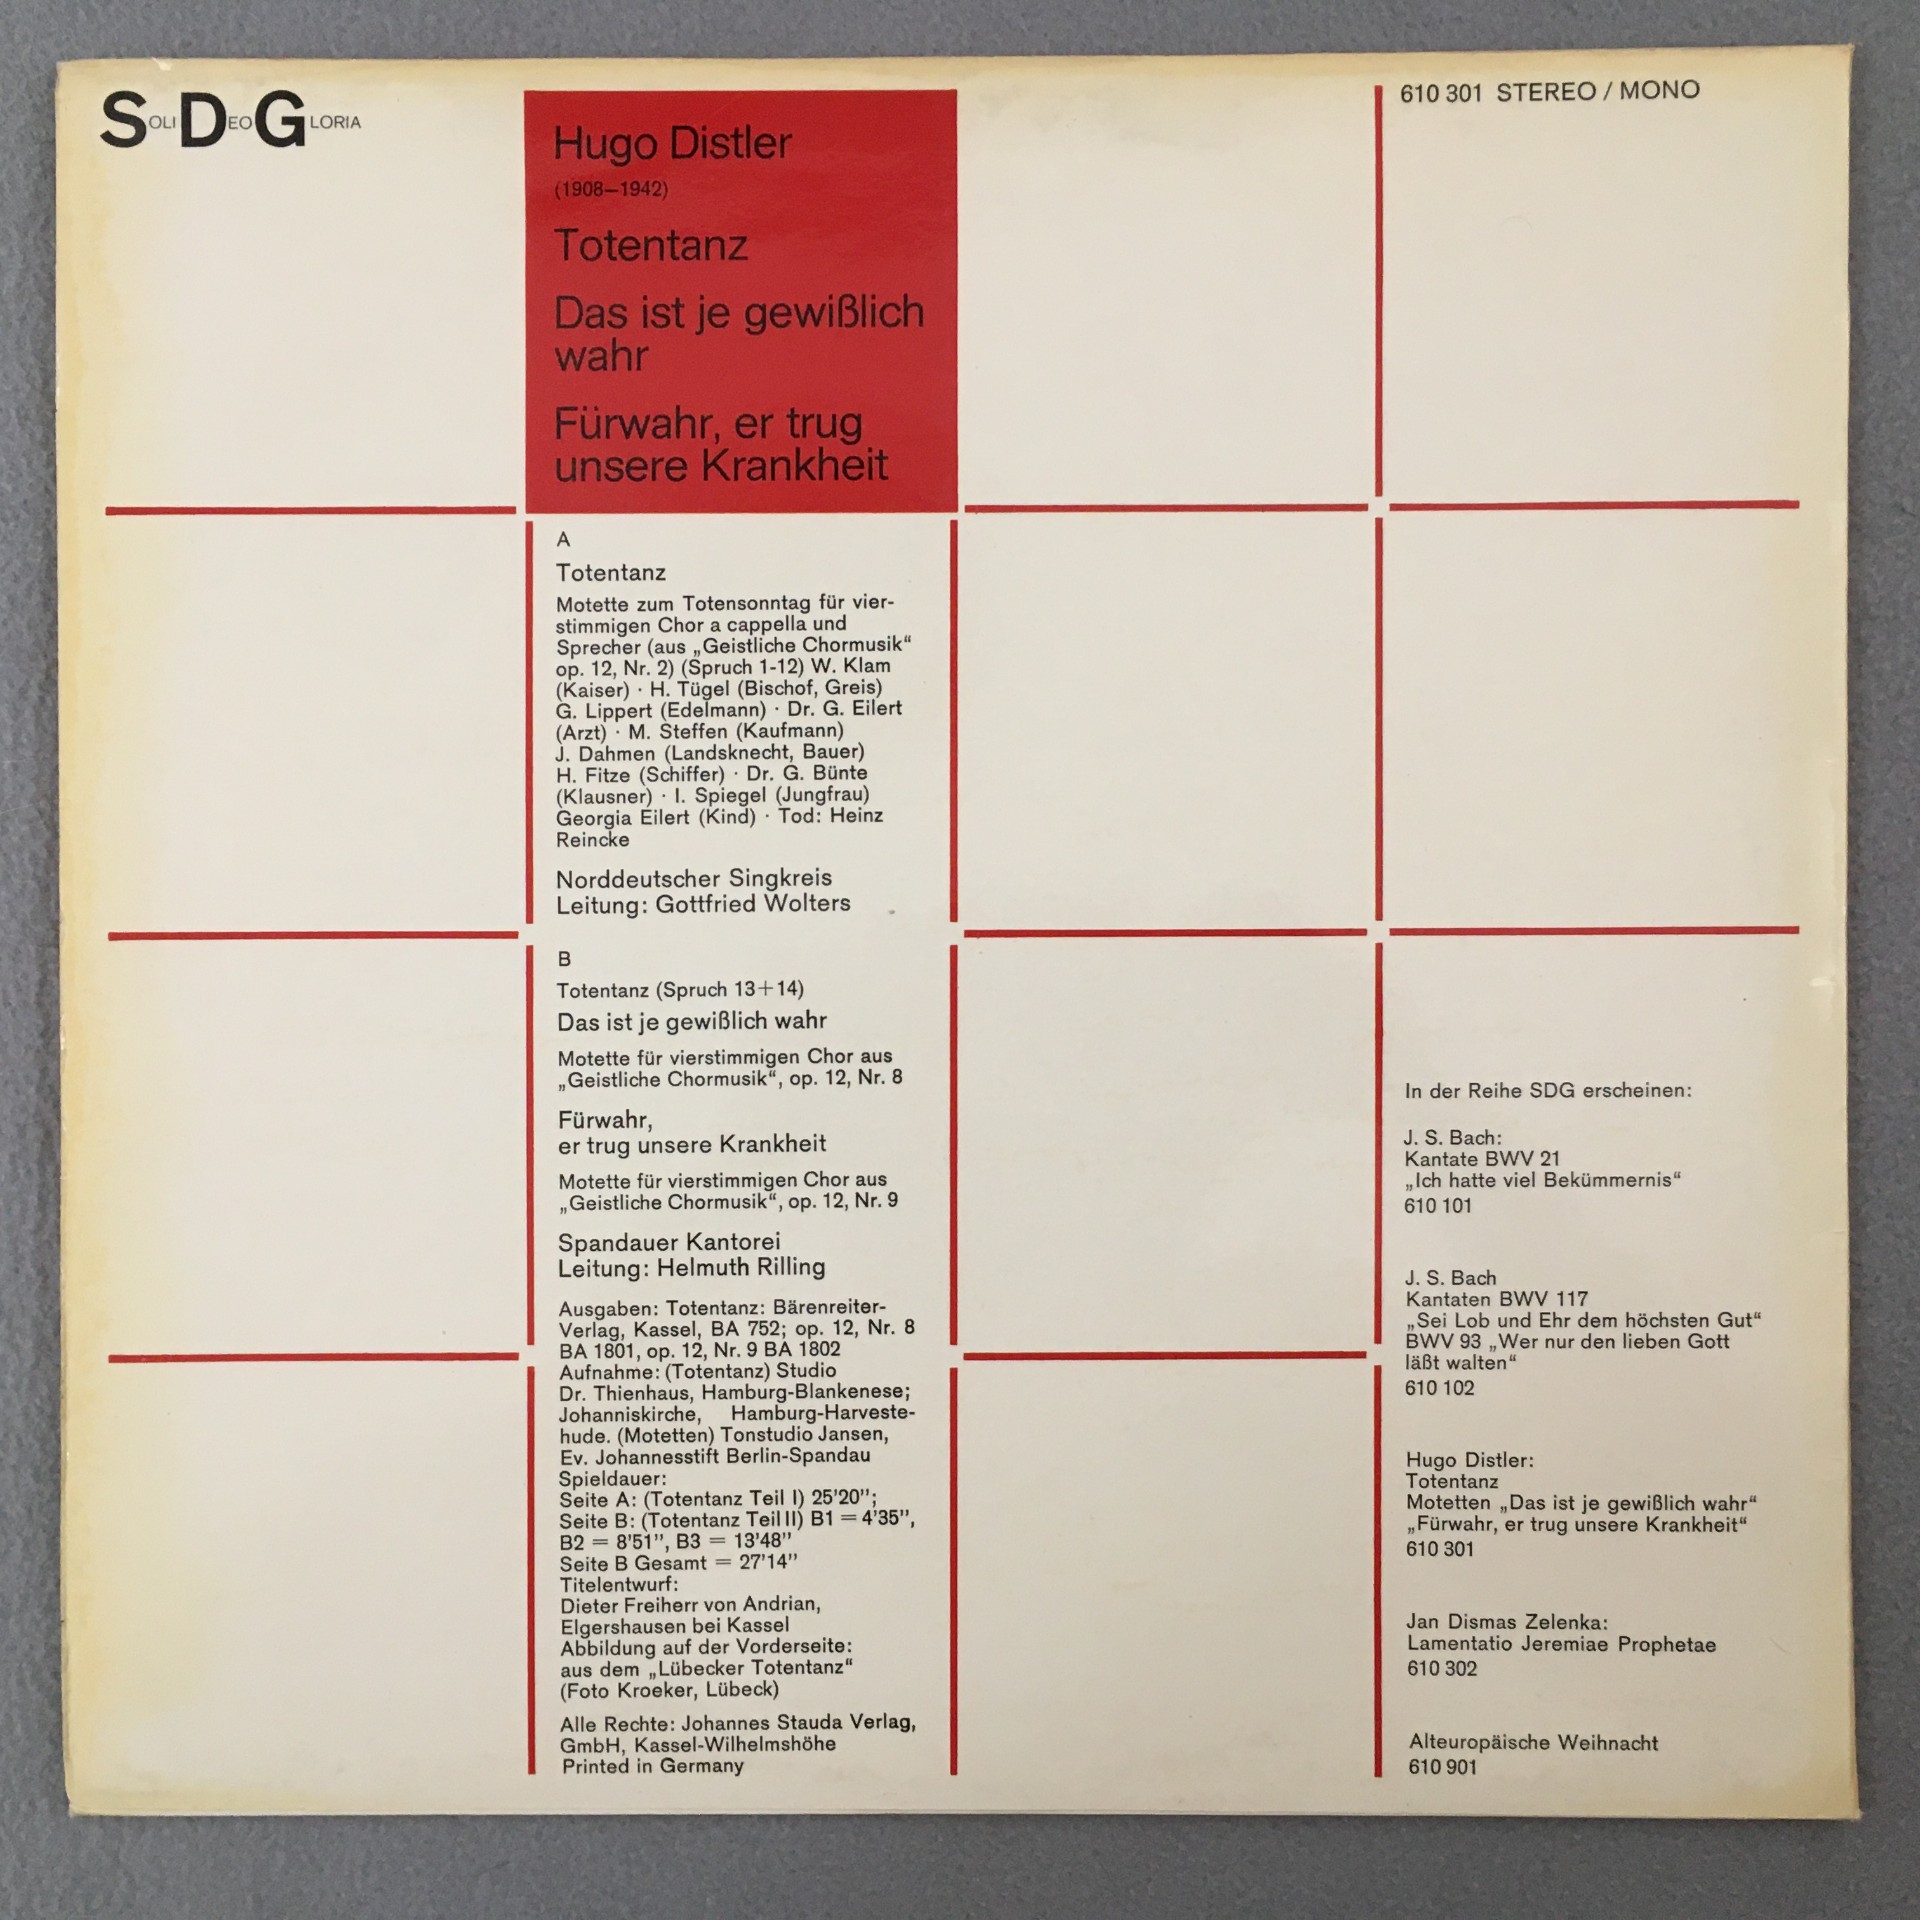 SOLI DEO GLORIA
610 301 STEREO / MONO
Hugo Distler
(1908–1942)
Totentanz
Das ist je gewißlich
wahr
Fürwahr, er trug
unsere Krankheit
A
Totentanz
Motette zum Totensonntag für vier-
stimmigen Chor a cappella und
Sprecher (aus „Geistliche Chormusik“
op. 12, Nr. 2) (Spruch 1-12) W. Klam
(Kaiser) · H. Tügel (Bischof, Greis)
G. Lippert (Edelmann) · Dr. G. Eilert
(Arzt) · M. Steffen (Kaufmann)
J. Dahmen (Landsknecht, Bauer)
H. Fitze (Schiffer) · Dr. G. Bünte
(Klausner) · I. Spiegel (Jungfrau)
Georgia Eilert (Kind) · Tod: Heinz
Reincke
Norddeutscher Singkreis
Leitung: Gottfried Wolters
B
Totentanz (Spruch 13+14)
Das ist je gewißlich wahr
Motette für vierstimmigen Chor aus
„Geistliche Chormusik“, op. 12, Nr. 8
Fürwahr,
er trug unsere Krankheit
Motette für vierstimmigen Chor aus
„Geistliche Chormusik“, op. 12, Nr. 9
Spandauer Kantorei
Leitung: Helmuth Rilling
Ausgaben: Totentanz: Bärenreiter-
Verlag, Kassel, BA 752; op. 12, Nr. 8
BA 1801, op. 12, Nr. 9 BA 1802
Aufnahme: (Totentanz) Studio
Dr. Thienhaus, Hamburg-Blankenese;
Johanniskirche, Hamburg-Harveste-
hude. (Motetten) Tonstudio Jansen,
Ev. Johannesstift Berlin-Spandau
Spieldauer:
Seite A: (Totentanz Teil I) 25'20'';
Seite B: (Totentanz Teil II) B1 = 4'35'',
B2 = 8'51'', B3 = 13'48''
Seite B Gesamt = 27'14''
Titelentwurf:
Dieter Freiherr von Andrian,
Elgershausen bei Kassel
Abbildung auf der Vorderseite:
aus dem „Lübecker Totentanz“
(Foto Kroeker, Lübeck)
Alle Rechte: Johannes Stauda Verlag,
GmbH, Kassel-Wilhelmshöhe
Printed in Germany
In der Reihe SDG erscheinen:
J. S. Bach:
Kantate BWV 21
„Ich hatte viel Bekümmernis“
610 101
J. S. Bach
Kantaten BWV 117
„Sei Lob und Ehr dem höchsten Gut“
BWV 93 „Wer nur den lieben Gott
läßt walten“
610 102
Hugo Distler:
Totentanz
Motetten „Das ist je gewißlich wahr“
„Fürwahr, er trug unsere Krankheit“
610 301
Jan Dismas Zelenka:
Lamentatio Jeremiae Prophetae
610 302
Alteuropäische Weihnacht
610 901